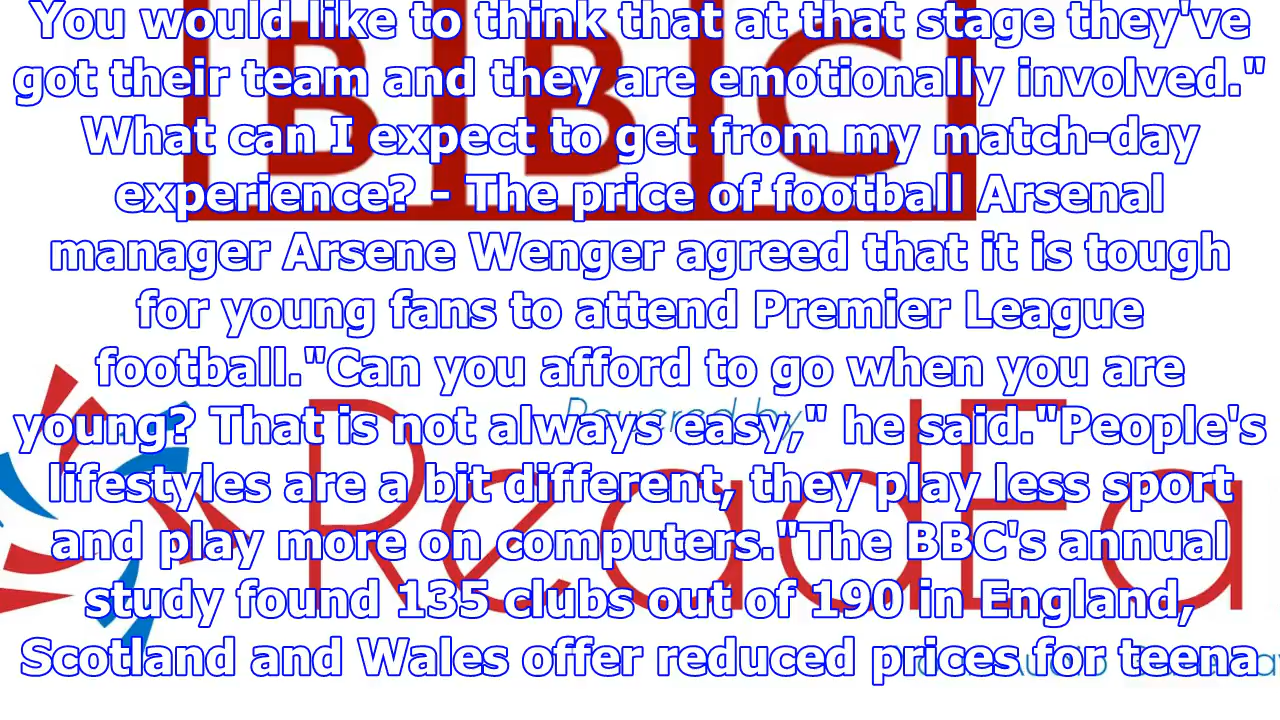 You would like to think that at that stage they've
got their team and they are emotionally involved."
What can I expect to get from my match-day
experience? - The price of football Arsenal
manager Arsene Wenger agreed that it is tough
for young fans to attend Premier League
football."Can you afford to go when you are
young? That is not always easy," he said."People's
lifestyles are a bit different, they play less sport
and play more on computers."The BBC's annual
study found 135 clubs out of 190 in England,
Scotland and Wales offer reduced prices for teena
BBC
Powered by
ReadEa